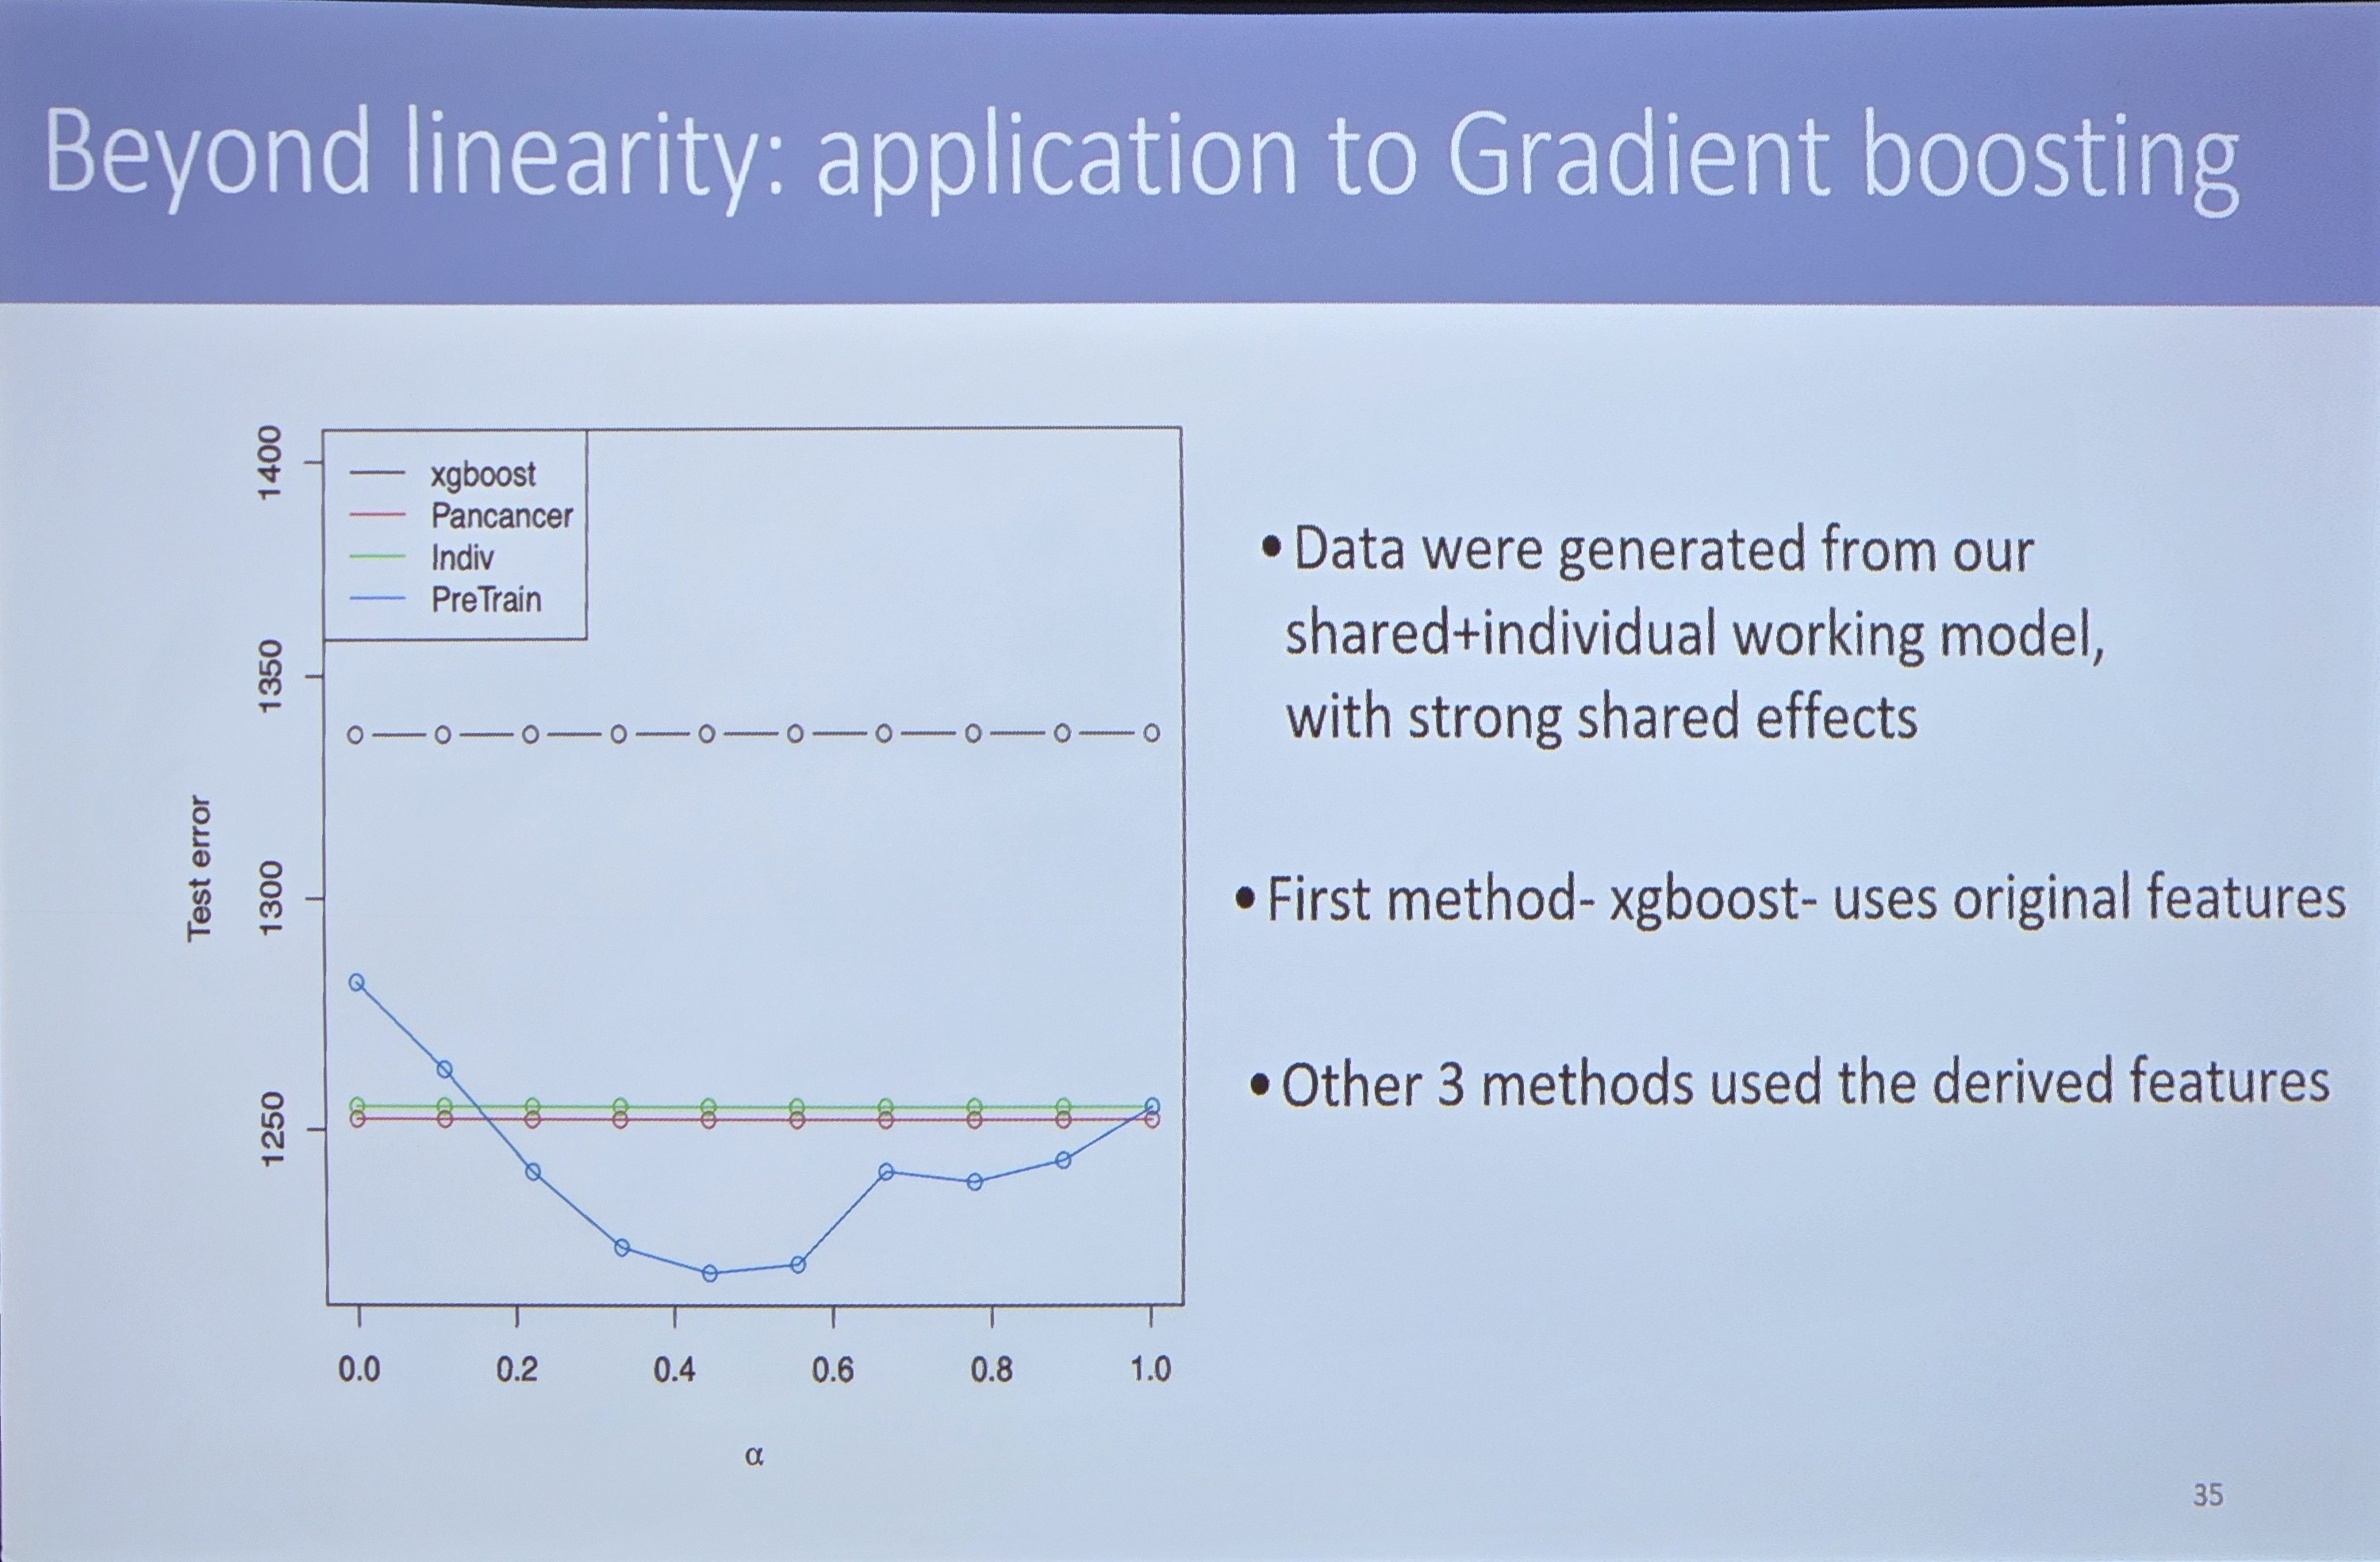 Beyond linearity: application to Gradient boosting
1400
1350
1300
1250
Test error
xgboost
Pancancer
Indiv
PreTrain
0.0 0.2 0.4 0.6 0.8 1.0
α
• Data were generated from our
shared+individual working model,
with strong shared effects
• First method- xgboost- uses original features
• Other 3 methods used the derived features
35